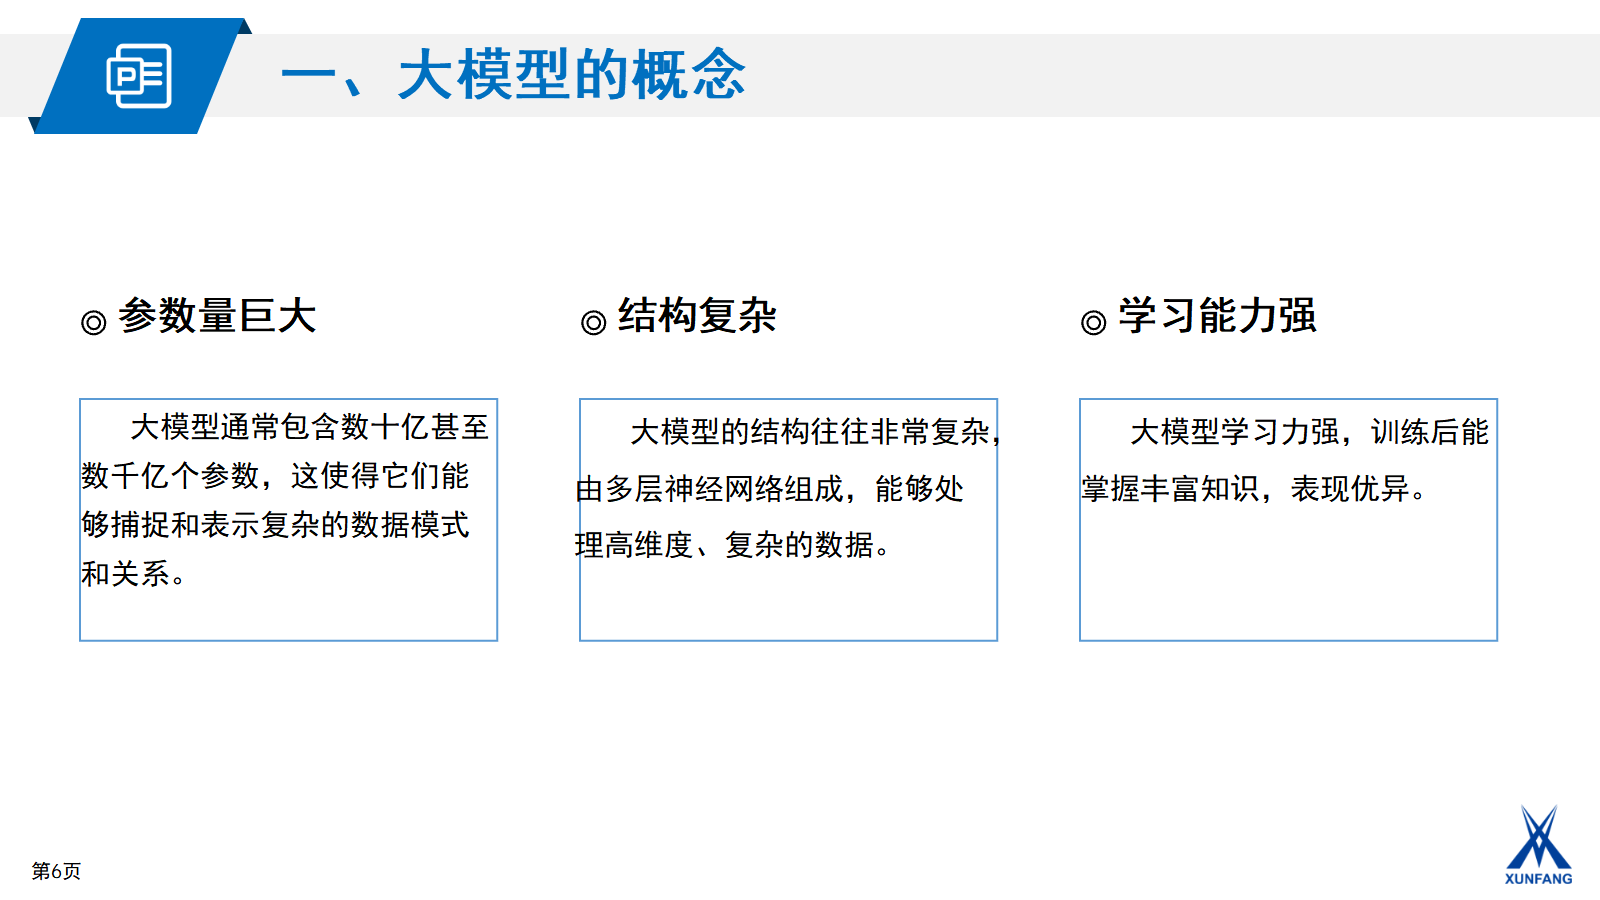 一、大模型的概念
◎ 参数量巨大
大模型通常包含数十亿甚至
数千亿个参数，这使得它们能
够捕捉和表示复杂的数据模式
和关系。
◎ 结构复杂
大模型的结构往往非常复杂，
由多层神经网络组成，能够处
理高维度、复杂的数据。
◎ 学习能力强
大模型学习力强，训练后能
掌握丰富知识，表现优异。
第6页
XUNFANG